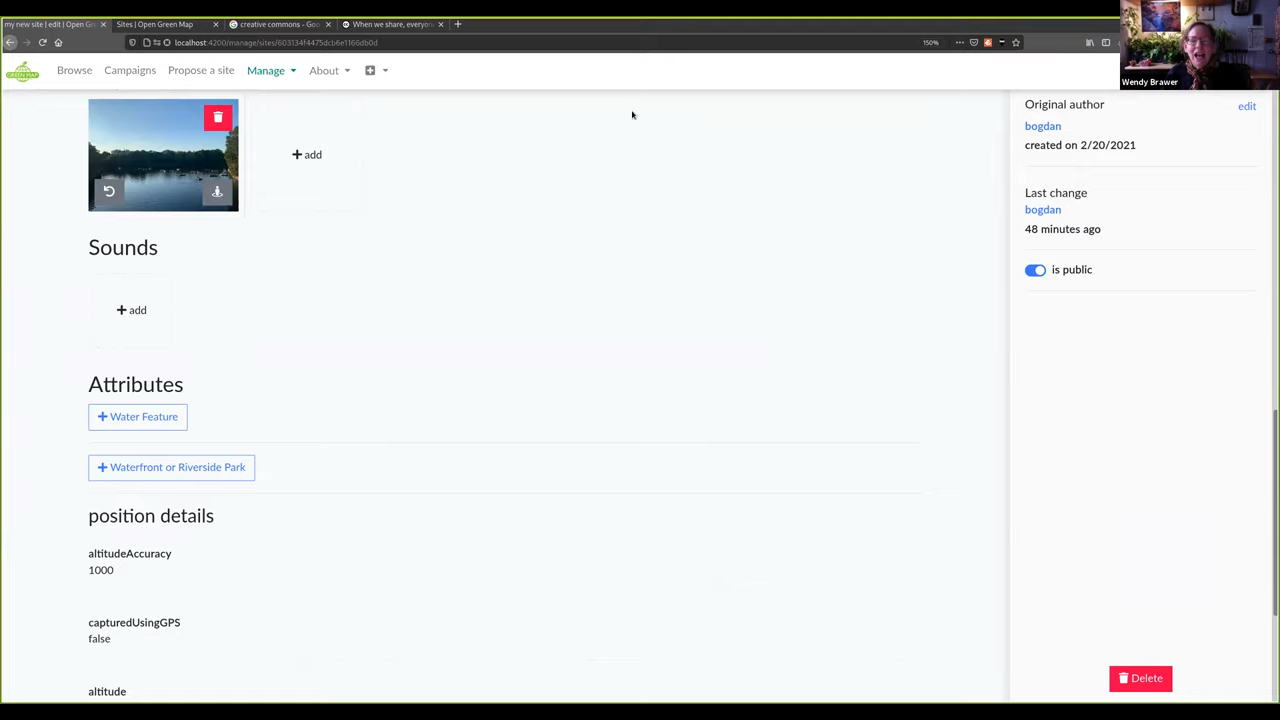 my new site | edit | Open Gr
Sites | Open Green Map
creative commons - Goo
When we share, everyon
localhost:4200/manage/sites/603134f4475dcb6e1166db0d
150%
GREEN MAP
Browse
Campaigns
Propose a site
Manage
About
Wendy Brawer
+ add
Sounds
+ add
Attributes
+ Water Feature
+ Waterfront or Riverside Park
position details
altitudeAccuracy
1000
capturedUsingGPS
false
altitude
Original author
edit
bogdan
created on 2/20/2021
Last change
bogdan
48 minutes ago
is public
Delete